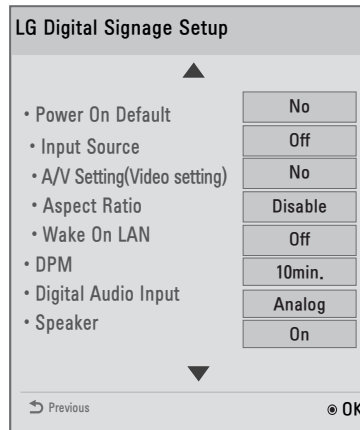 LG Digital Signage Setup
• Power On Default No
• Input Source Off
• A/V Setting(Video setting) No
• Aspect Ratio Disable
• Wake On LAN Off
• DPM 10min.
• Digital Audio Input Analog
• Speaker On
Previous OK